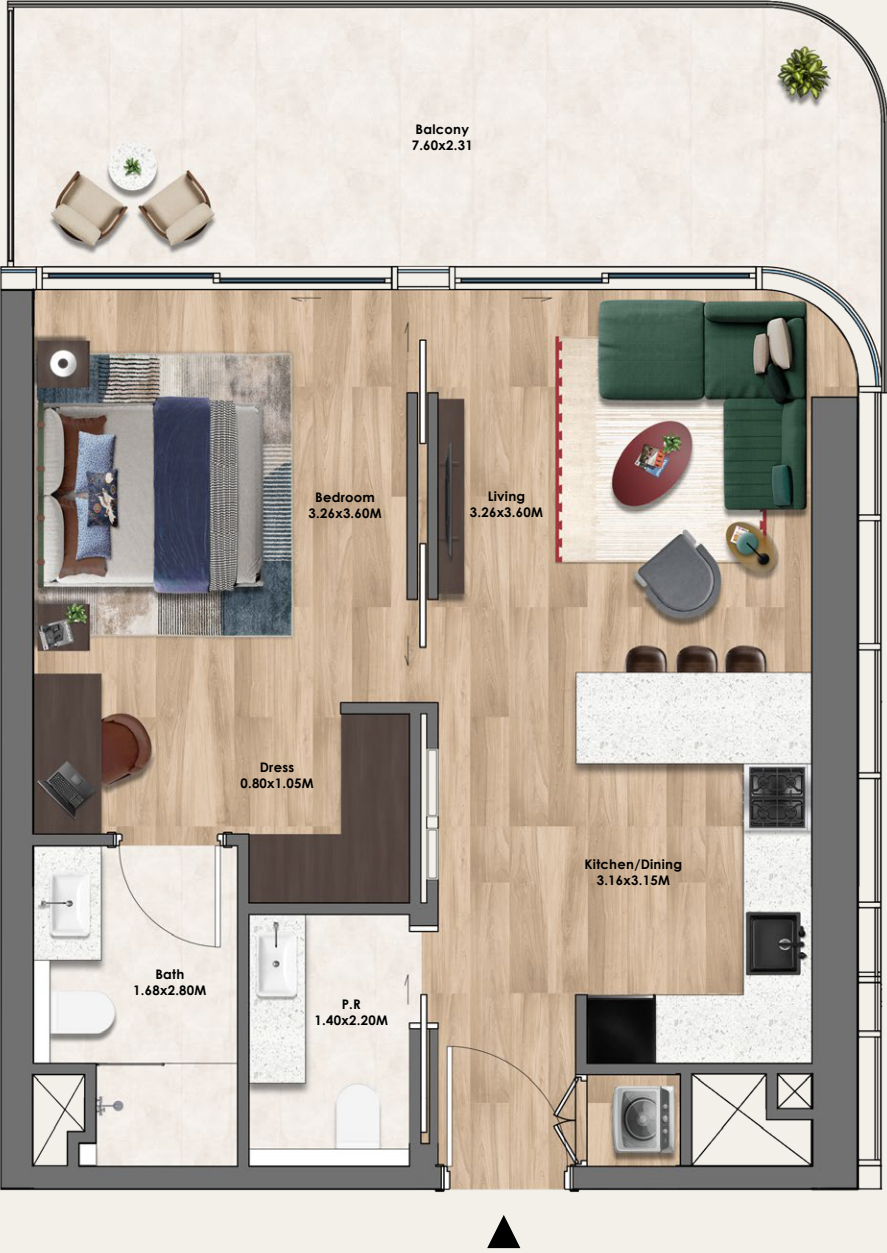 Balcony
7.60x2.31
Bedroom
3.26x3.60M
Living
3.26x3.60M
Dress
0.80x1.05M
Kitchen/Dining
3.16x3.15M
Bath
1.68x2.80M
P.R
1.40x2.20M